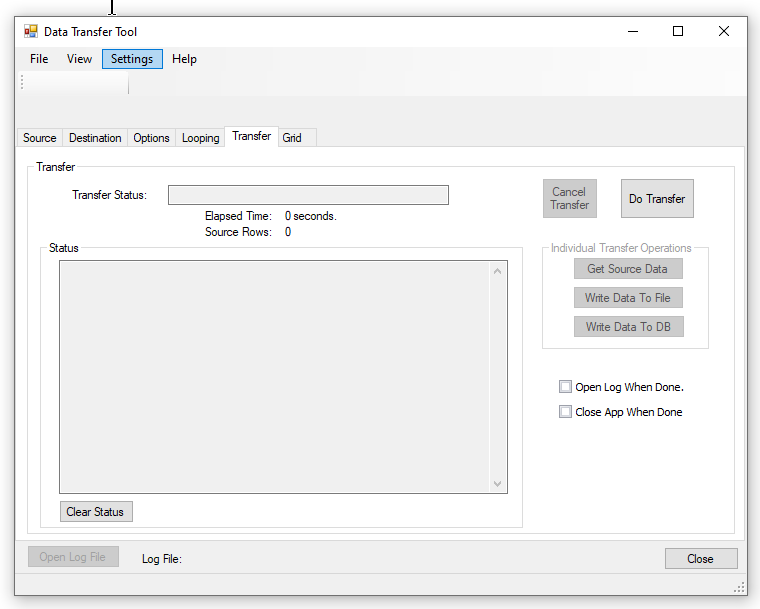 Data Transfer Tool
File View Settings Help
Source Destination Options Looping Transfer Grid
Transfer
Transfer Status:
Cancel
Transfer
Do Transfer
Elapsed Time: 0 seconds.
Source Rows: 0
Status
Individual Transfer Operations
Get Source Data
Write Data To File
Write Data To DB
Open Log When Done.
Close App When Done
Clear Status
Open Log File
Log File:
Close